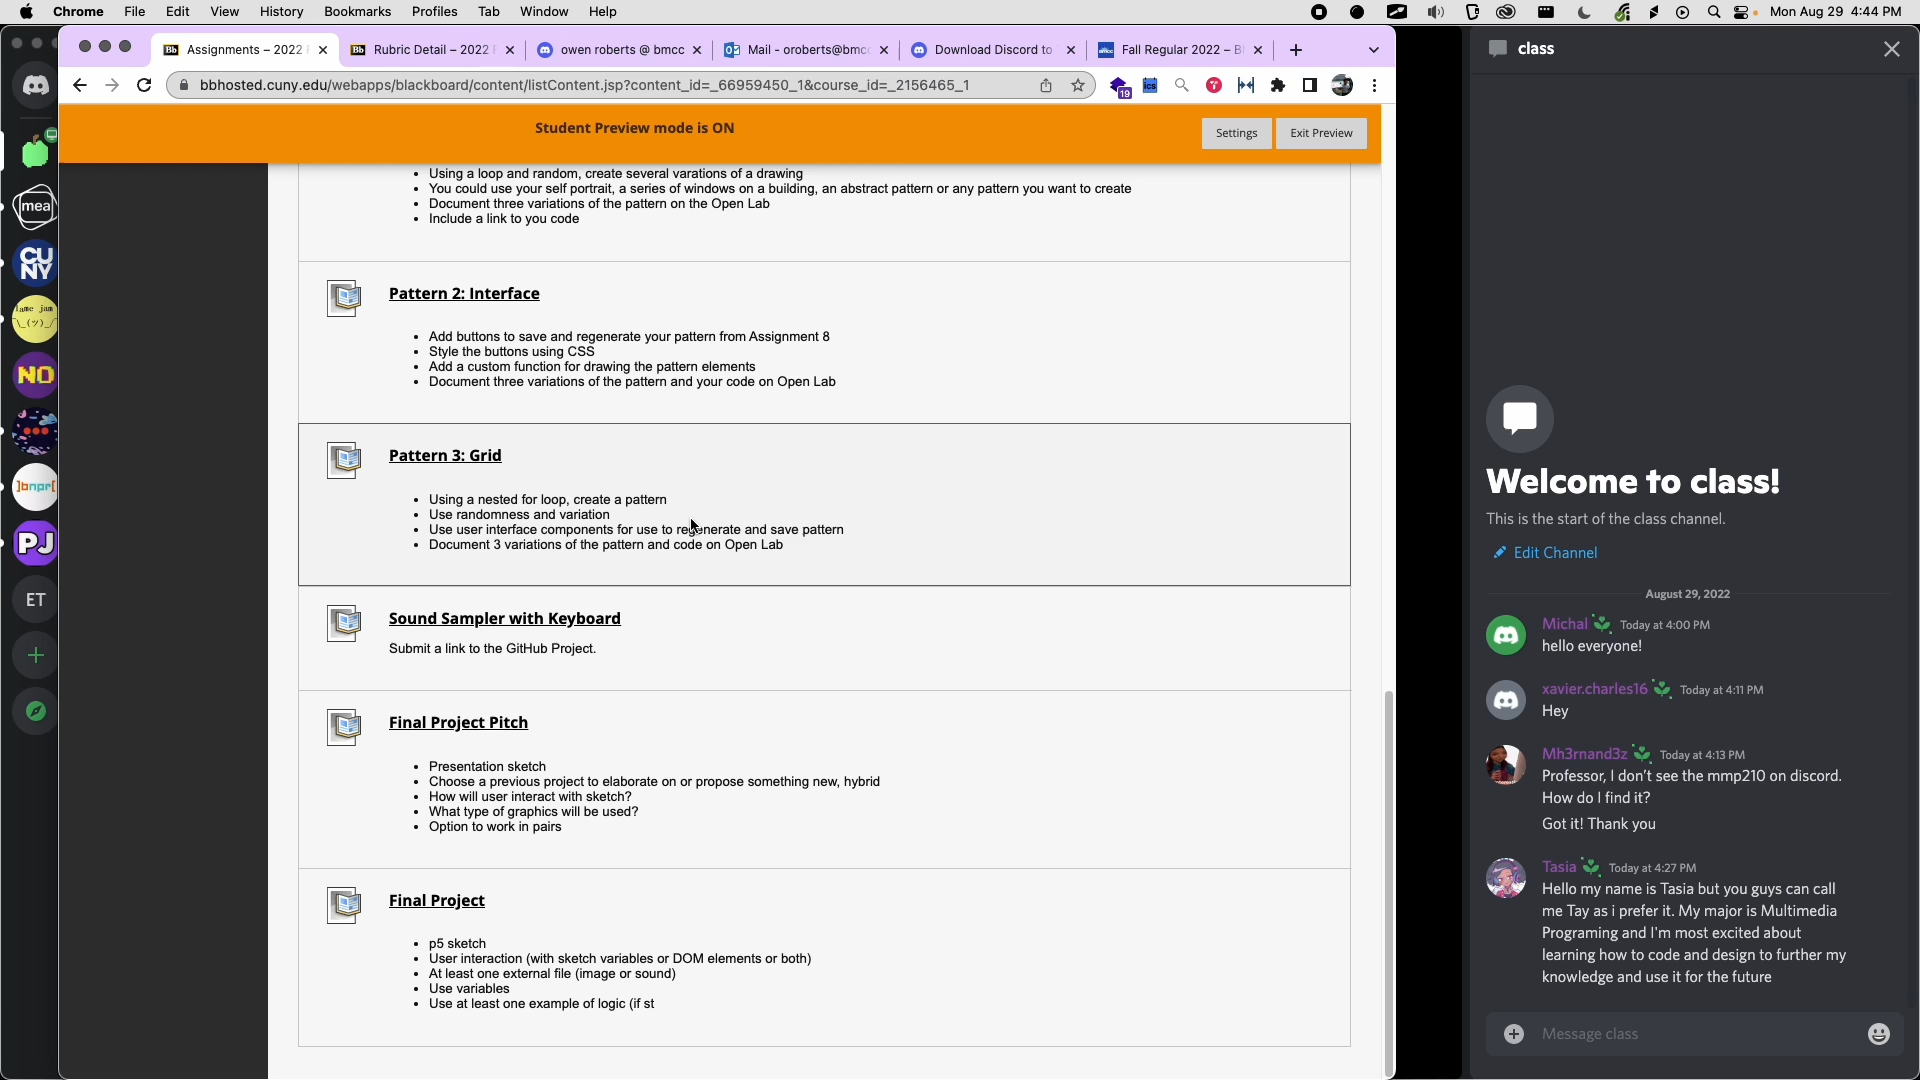 Chrome File Edit View History Bookmarks Profiles Tab Window Help
Mon Aug 29 4:44 PM
Assignments – 2022 F
Rubric Detail – 2022 F
owen roberts @ bmcc
Mail - oroberts@bmcc
Download Discord to
Fall Regular 2022 – B
bbhosted.cuny.edu/webapps/blackboard/content/listContent.jsp?content_id=_66959450_1&course_id=_2156465_1
19
ics
Student Preview mode is ON
Settings
Exit Preview
mea
CU
NY
lame jam
\_(ツ)_/
NO
]bnpr[
PJ
ET
Using a loop and random, create several varations of a drawing
You could use your self portrait, a series of windows on a building, an abstract pattern or any pattern you want to create
Document three variations of the pattern on the Open Lab
Include a link to you code
Pattern 2: Interface
Add buttons to save and regenerate your pattern from Assignment 8
Style the buttons using CSS
Add a custom function for drawing the pattern elements
Document three variations of the pattern and your code on Open Lab
Pattern 3: Grid
Using a nested for loop, create a pattern
Use randomness and variation
Use user interface components for use to regenerate and save pattern
Document 3 variations of the pattern and code on Open Lab
Sound Sampler with Keyboard
Submit a link to the GitHub Project.
Final Project Pitch
Presentation sketch
Choose a previous project to elaborate on or propose something new, hybrid
How will user interact with sketch?
What type of graphics will be used?
Option to work in pairs
Final Project
p5 sketch
User interaction (with sketch variables or DOM elements or both)
At least one external file (image or sound)
Use variables
Use at least one example of logic (if st
class
Welcome to class!
This is the start of the class channel.
Edit Channel
August 29, 2022
Michal Today at 4:00 PM
hello everyone!
xavier.charles16 Today at 4:11 PM
Hey
Mh3rnand3z Today at 4:13 PM
Professor, I don't see the mmp210 on discord.
How do I find it?
Got it! Thank you
Tasia Today at 4:27 PM
Hello my name is Tasia but you guys can call
me Tay as i prefer it. My major is Multimedia
Programing and I'm most excited about
learning how to code and design to further my
knowledge and use it for the future
Message class